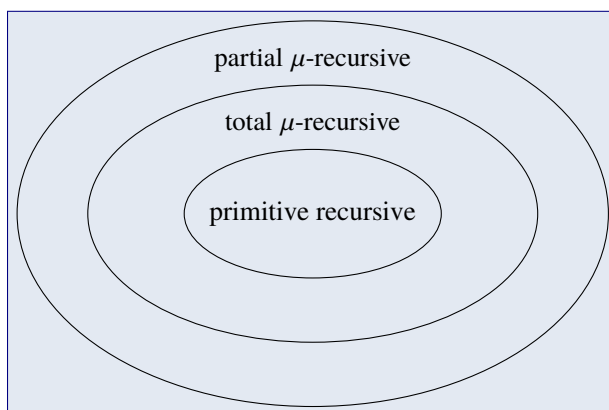 partial μ-recursive
total μ-recursive
primitive recursive